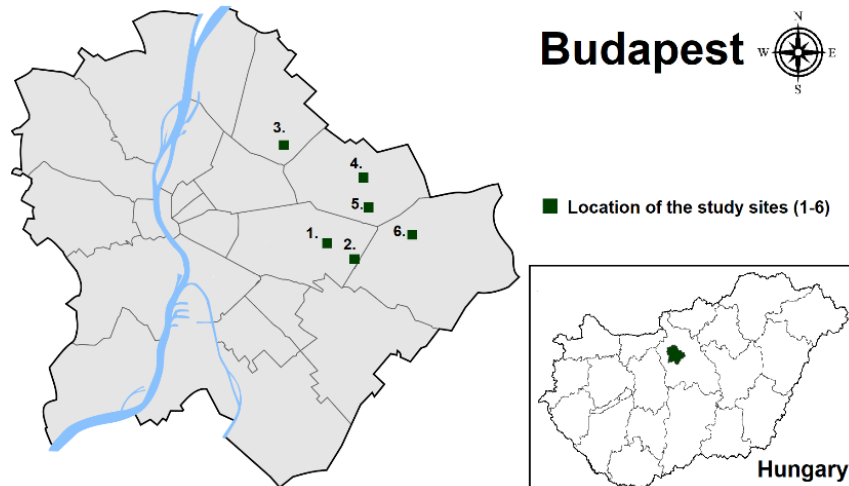 Budapest
N
W
E
S
3.
4.
5.
1.
2.
6.
Location of the study sites (1-6)
Hungary